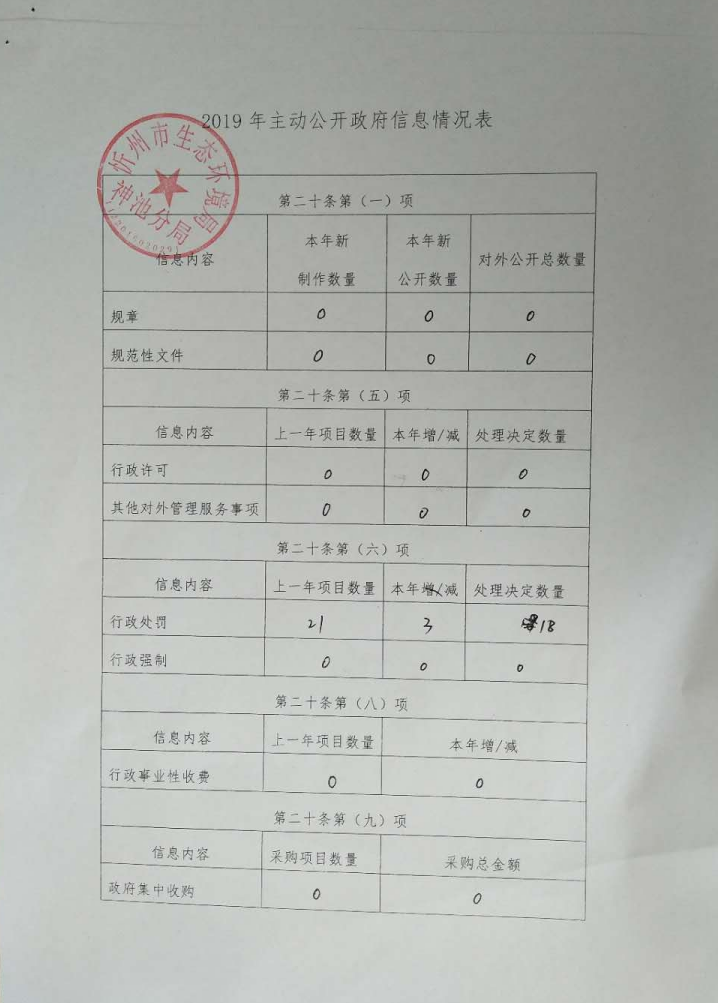 2019年主动公开政府信息情况表
忻州市生态环境局
神池分局
第二十条第（一）项
信息内容 本年新制作数量 本年新公开数量 对外公开总数量
规章 0 0 0
规范性文件 0 0 0
第二十条第（五）项
信息内容 上一年项目数量 本年增/减 处理决定数量
行政许可 0 0 0
其他对外管理服务事项 0 0 0
第二十条第（六）项
信息内容 上一年项目数量 本年增/减 处理决定数量
行政处罚 21 3 18
行政强制 0 0 0
第二十条第（八）项
信息内容 上一年项目数量 本年增/减
行政事业性收费 0 0
第二十条第（九）项
信息内容 采购项目数量 采购总金额
政府集中收购 0 0